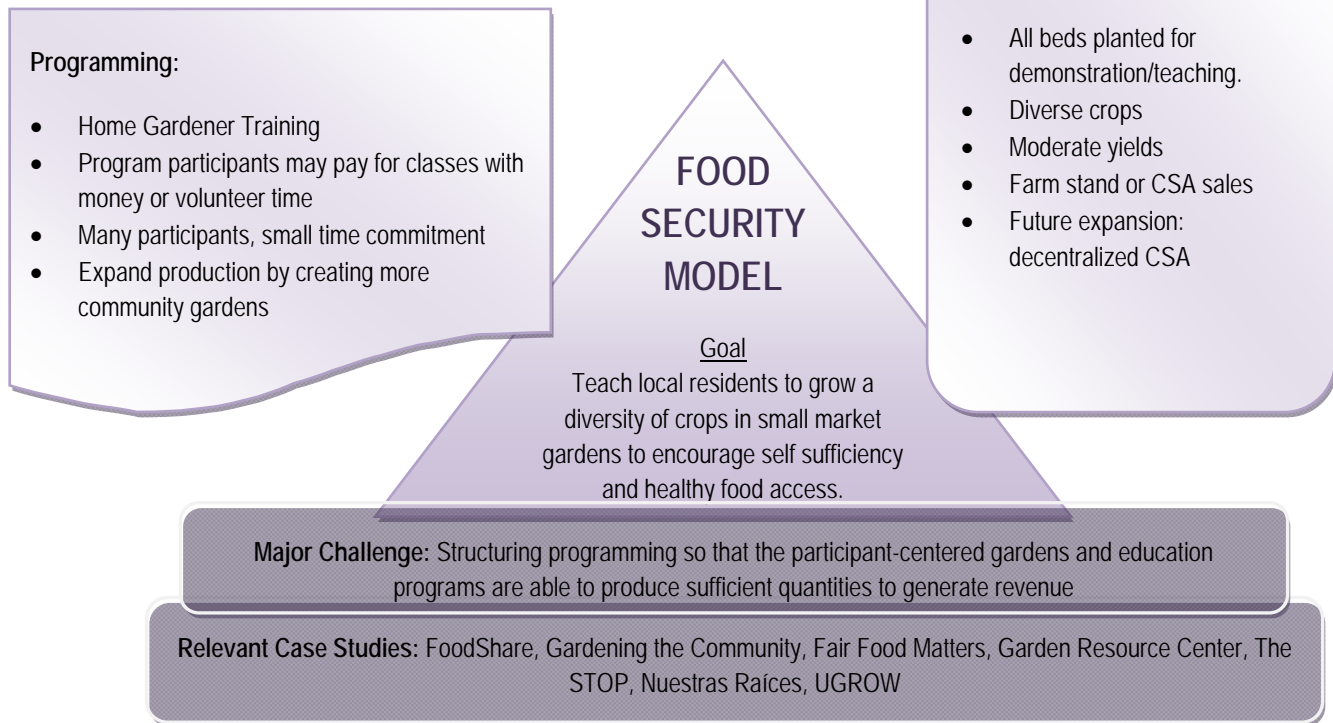 Programming:
• Home Gardener Training
• Program participants may pay for classes with
money or volunteer time
• Many participants, small time commitment
• Expand production by creating more
community gardens
FOOD
SECURITY
MODEL
Goal
Teach local residents to grow a
diversity of crops in small market
gardens to encourage self sufficiency
and healthy food access.
• All beds planted for
demonstration/teaching.
• Diverse crops
• Moderate yields
• Farm stand or CSA sales
• Future expansion:
decentralized CSA
Major Challenge: Structuring programming so that the participant-centered gardens and education
programs are able to produce sufficient quantities to generate revenue
Relevant Case Studies: FoodShare, Gardening the Community, Fair Food Matters, Garden Resource Center, The
STOP, Nuestras Raíces, UGROW